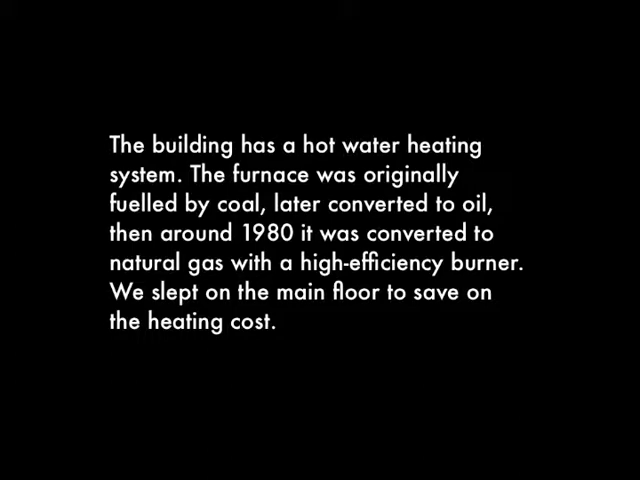 The building has a hot water heating
system. The furnace was originally
fuelled by coal, later converted to oil,
then around 1980 it was converted to
natural gas with a high-efficiency burner.
We slept on the main floor to save on
the heating cost.